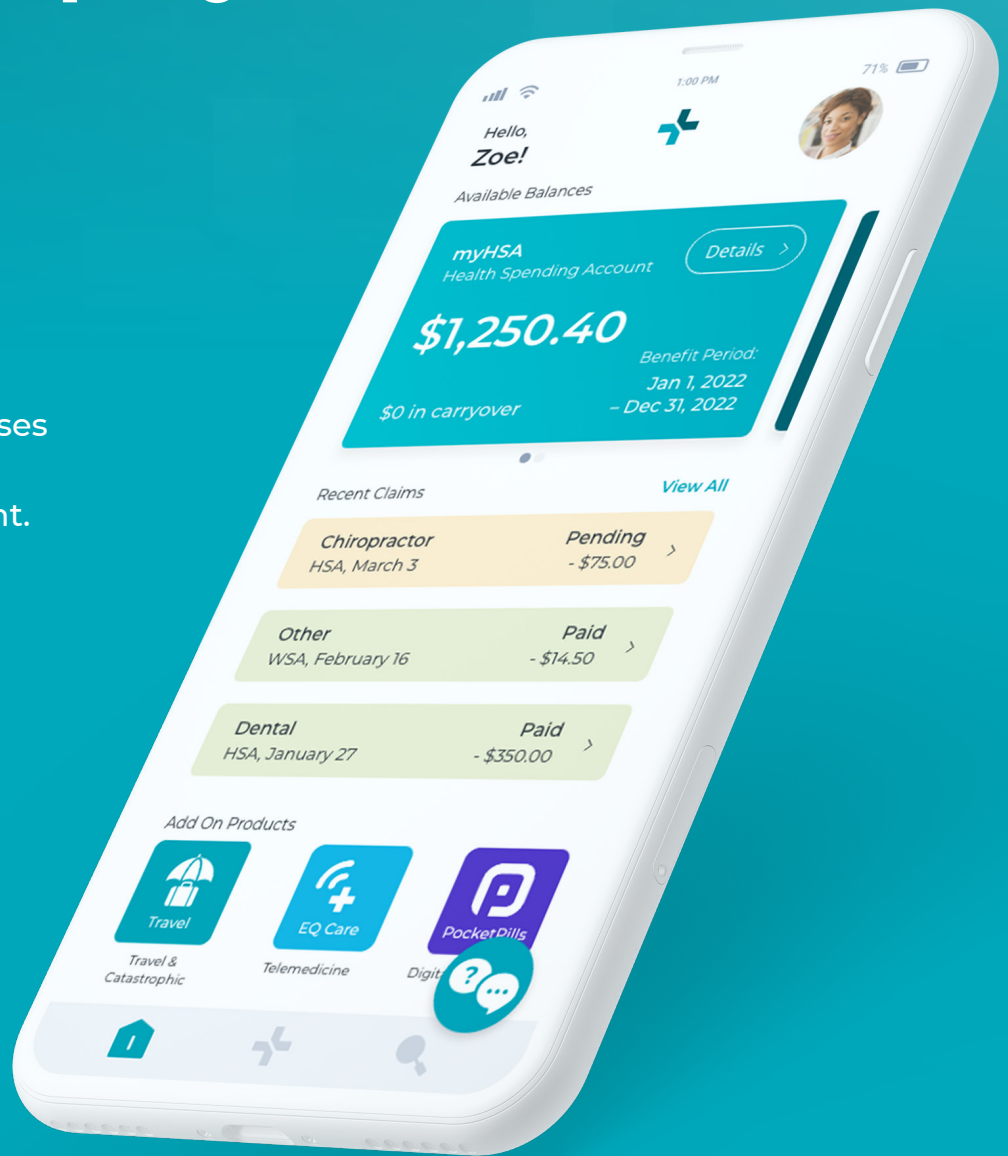 ses
nt.
71%
1:00 PM
Hello,
Zoe!
Available Balances
myHSA
Details
Health Spending Account
$1,250.40
Benefit Period:
Jan 1, 2022
– Dec 31, 2022
$0 in carryover
Recent Claims
View All
Chiropractor
Pending
HSA, March 3
- $75.00
Other
Paid
WSA, February 16
- $14.50
Dental
Paid
HSA, January 27
- $350.00
Add On Products
Travel
EQ Care
PocketPills
Travel &
Catastrophic
Telemedicine
Digit
?